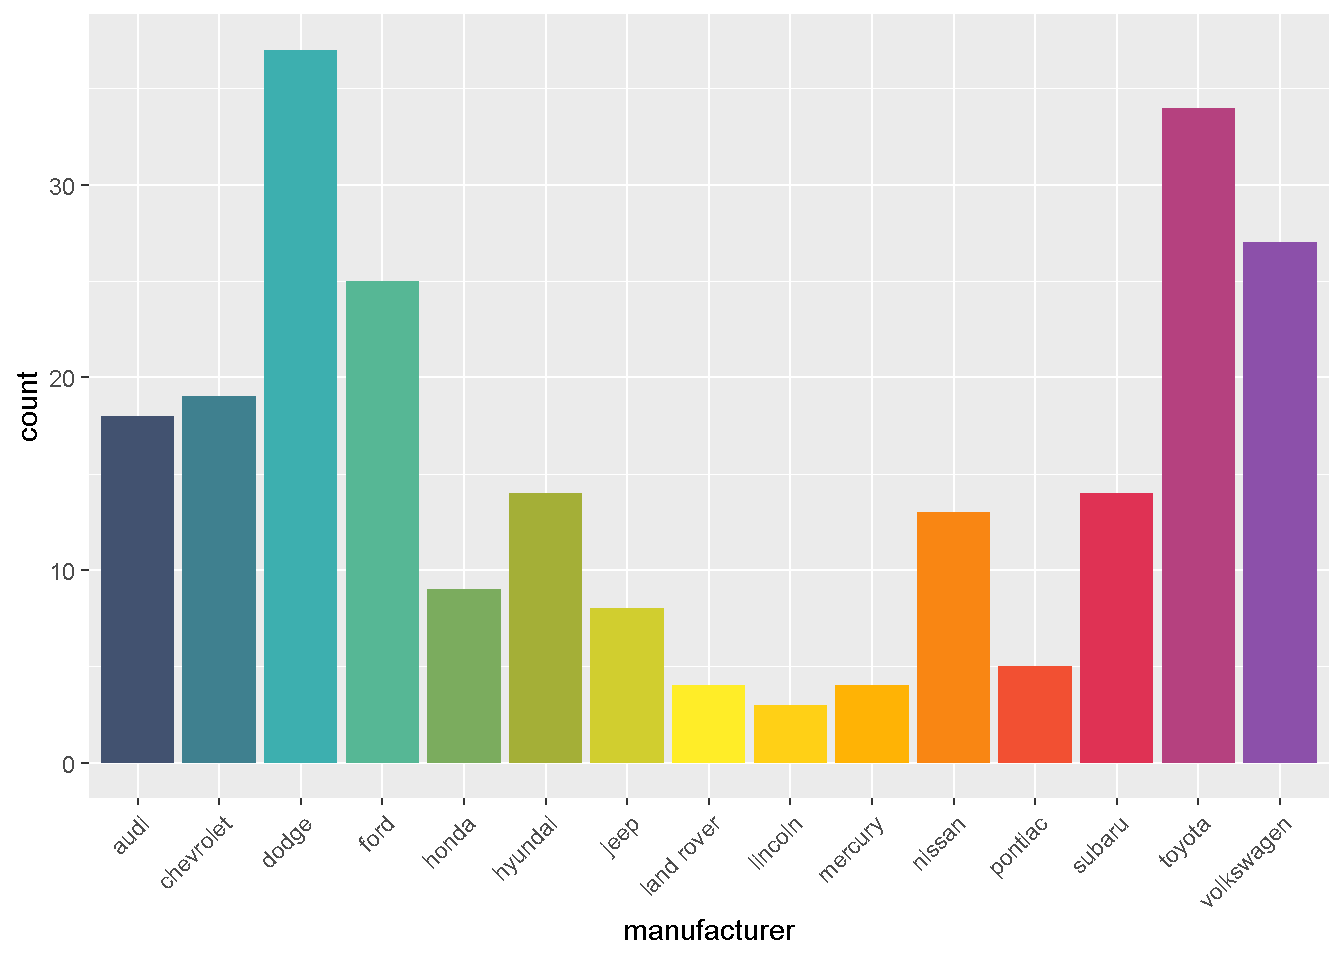 count
30
20
10
0
audi
chevrolet
dodge
ford
honda
hyundai
jeep
land rover
lincoln
mercury
nissan
pontiac
subaru
toyota
volkswagen
manufacturer